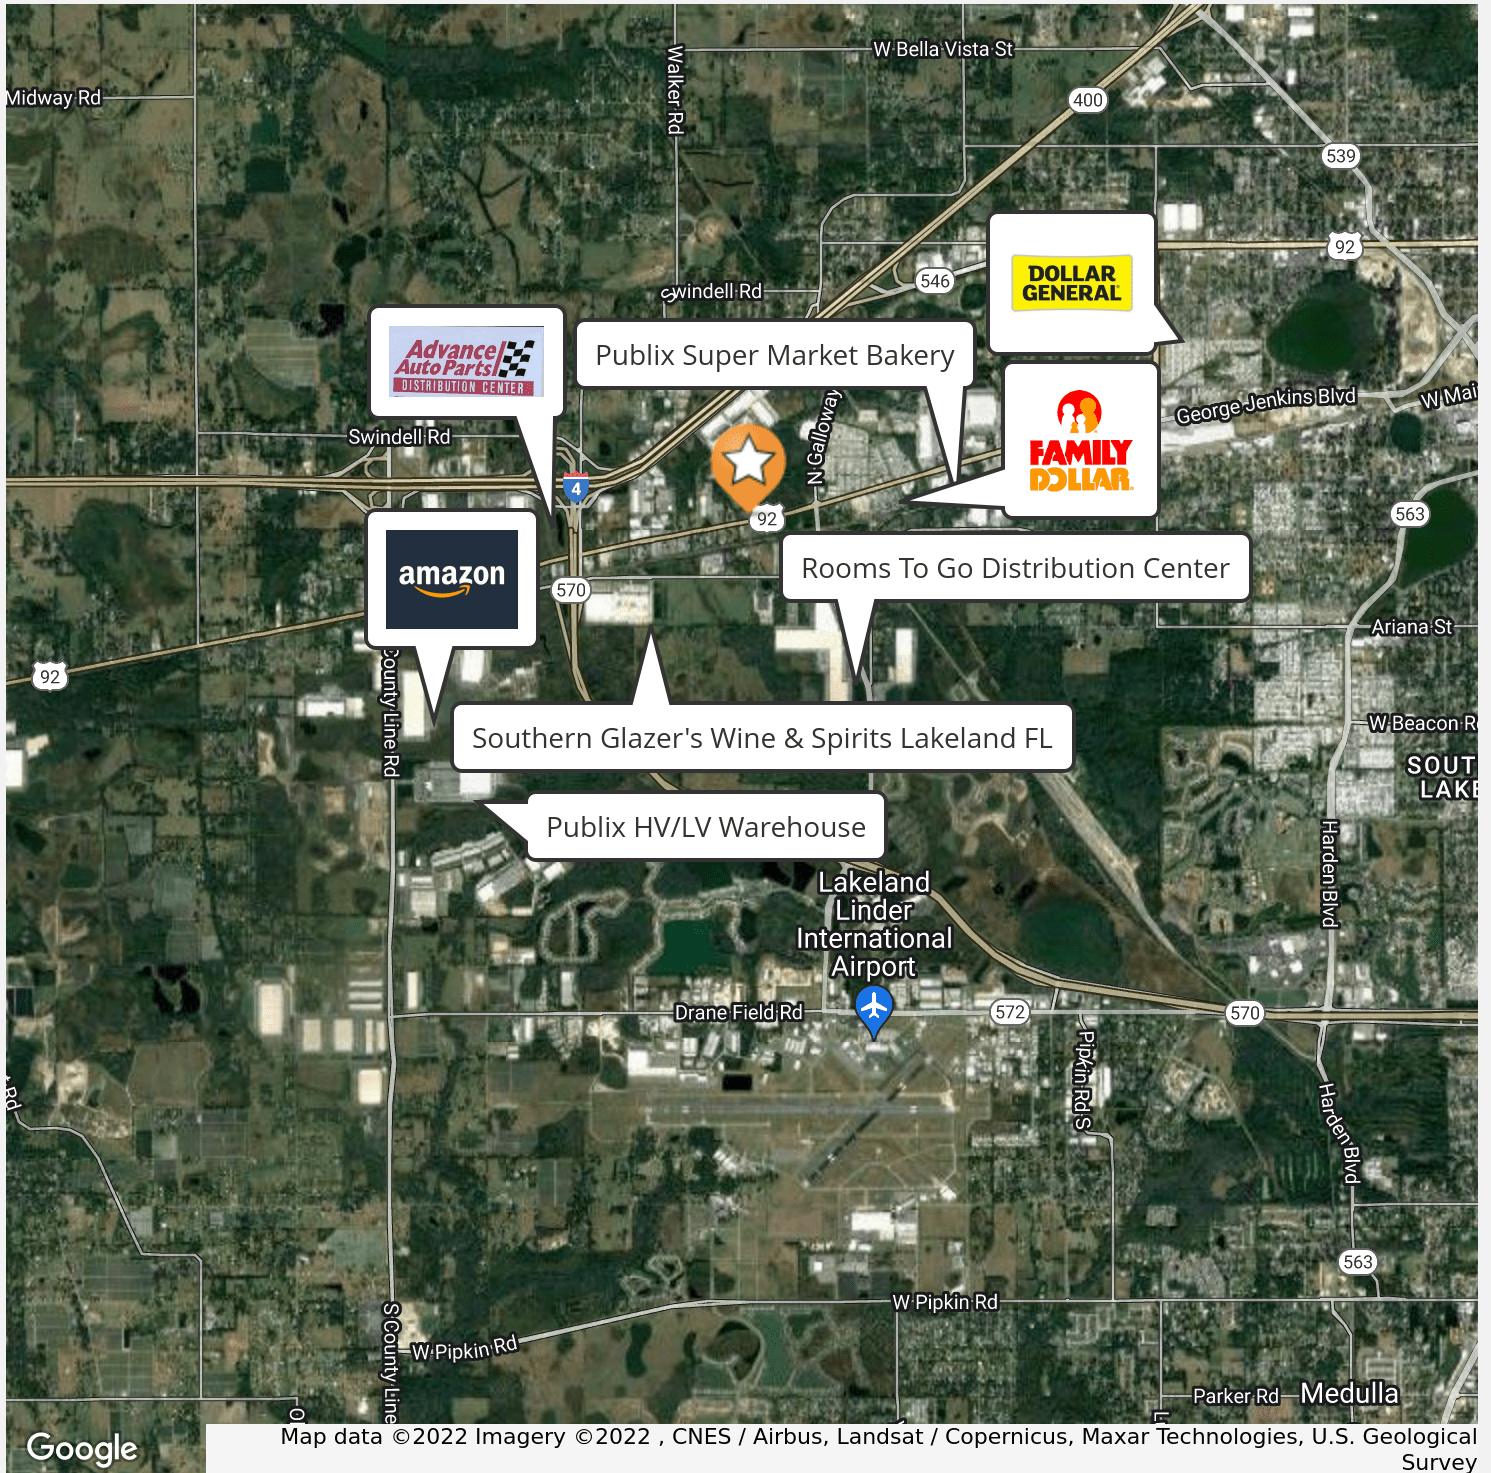 W Bella Vista St
Walker Rd
Midway Rd
400
539
92
546
Swindell Rd
DOLLAR
GENERAL
Advance
Auto Parts
DISTRIBUTION CENTER
Publix Super Market Bakery
FAMILY
DOLLAR
George Jenkins Blvd
W Mai
N Galloway
Swindell Rd
4
92
563
amazon
570
Rooms To Go Distribution Center
Ariana St
92
County Line Rd
Southern Glazer's Wine & Spirits Lakeland FL
W Beacon R
SOUT
LAKE
Publix HV/LV Warehouse
Harden Blvd
Lakeland
Linder
International
Airport
Drane Field Rd
572
570
Pipkin Rd S
Rd
Harden Blvd
563
W Pipkin Rd
S County Line
W Pipkin Rd
Parker Rd
Medulla
Google
Map data ©2022 Imagery ©2022 , CNES / Airbus, Landsat / Copernicus, Maxar Technologies, U.S. Geological
Survey